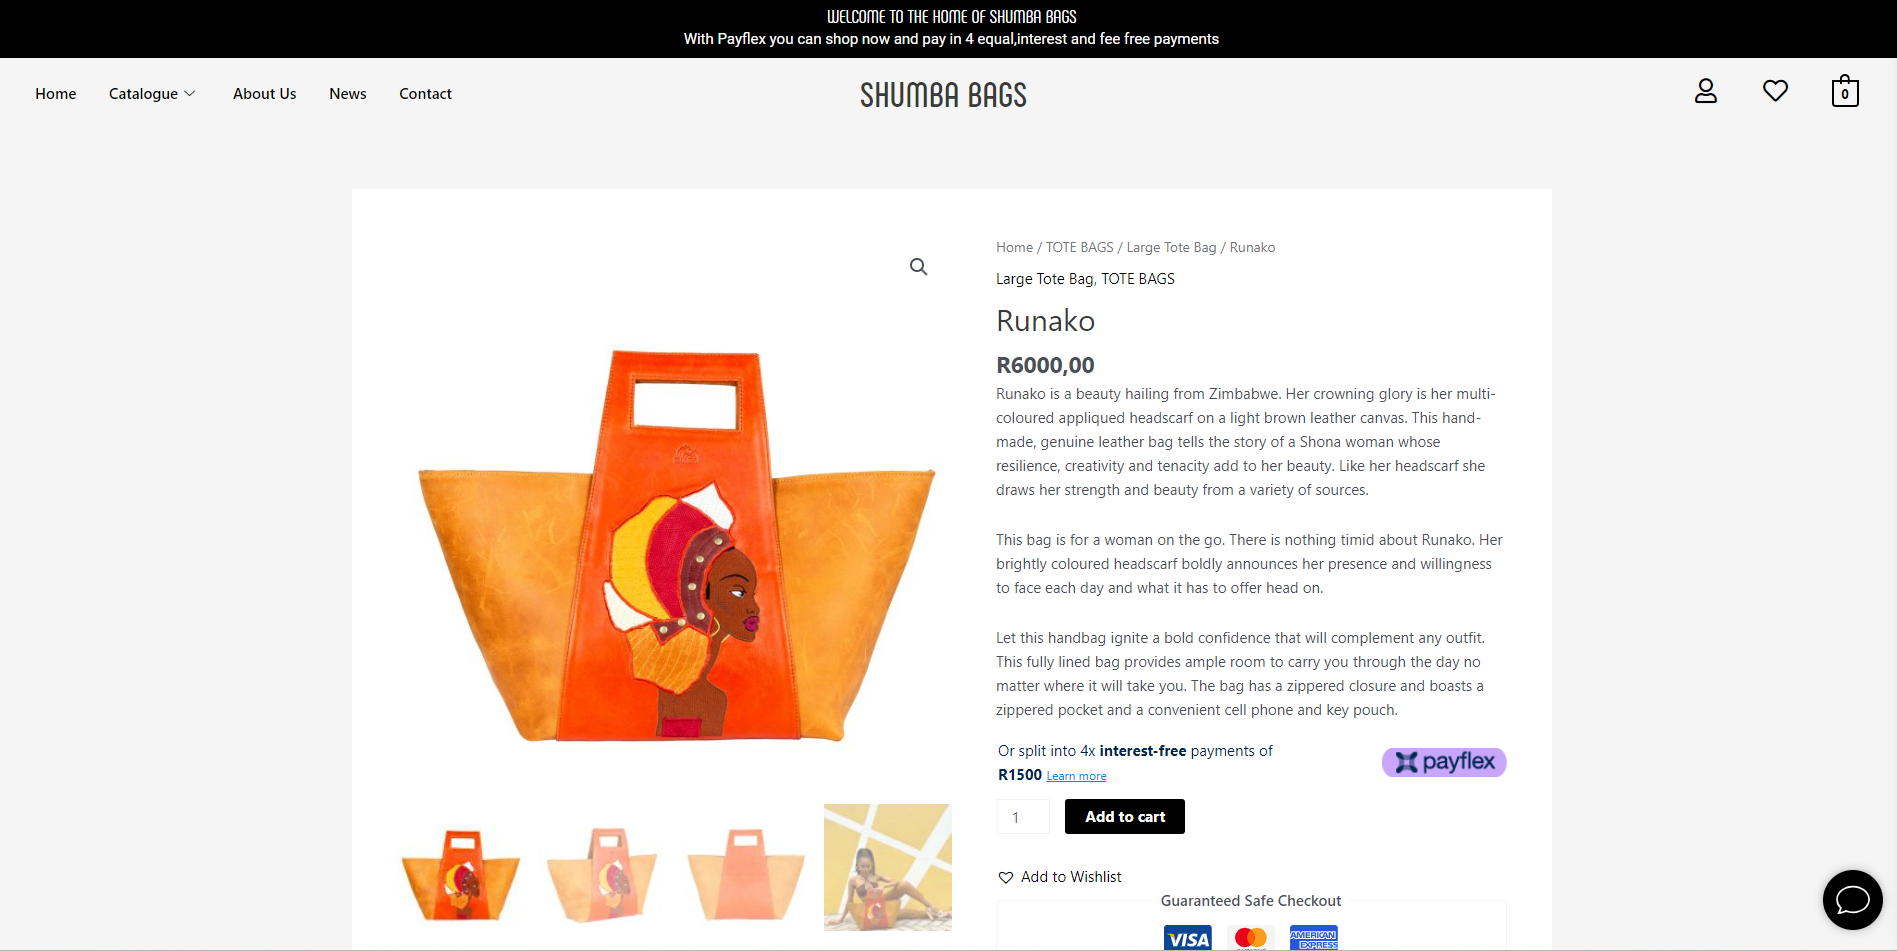 WELCOME TO THE HOME OF SHUMBA BAGS
With Payflex you can shop now and pay in 4 equal,interest and fee free payments
Home
Catalogue
About Us
News
Contact
SHUMBA BAGS
0
Home / TOTE BAGS / Large Tote Bag / Runako
Large Tote Bag, TOTE BAGS
Runako
R6000,00
Runako is a beauty hailing from Zimbabwe. Her crowning glory is her multi-
coloured appliqued headscarf on a light brown leather canvas. This hand-
made, genuine leather bag tells the story of a Shona woman whose
resilience, creativity and tenacity add to her beauty. Like her headscarf she
draws her strength and beauty from a variety of sources.
This bag is for a woman on the go. There is nothing timid about Runako. Her
brightly coloured headscarf boldly announces her presence and willingness
to face each day and what it has to offer head on.
Let this handbag ignite a bold confidence that will complement any outfit.
This fully lined bag provides ample room to carry you through the day no
matter where it will take you. The bag has a zippered closure and boasts a
zippered pocket and a convenient cell phone and key pouch.
Or split into 4x interest-free payments of
R1500 Learn more
payflex
1
Add to cart
Add to Wishlist
Guaranteed Safe Checkout
VISA
AMERICAN
EXPRESS